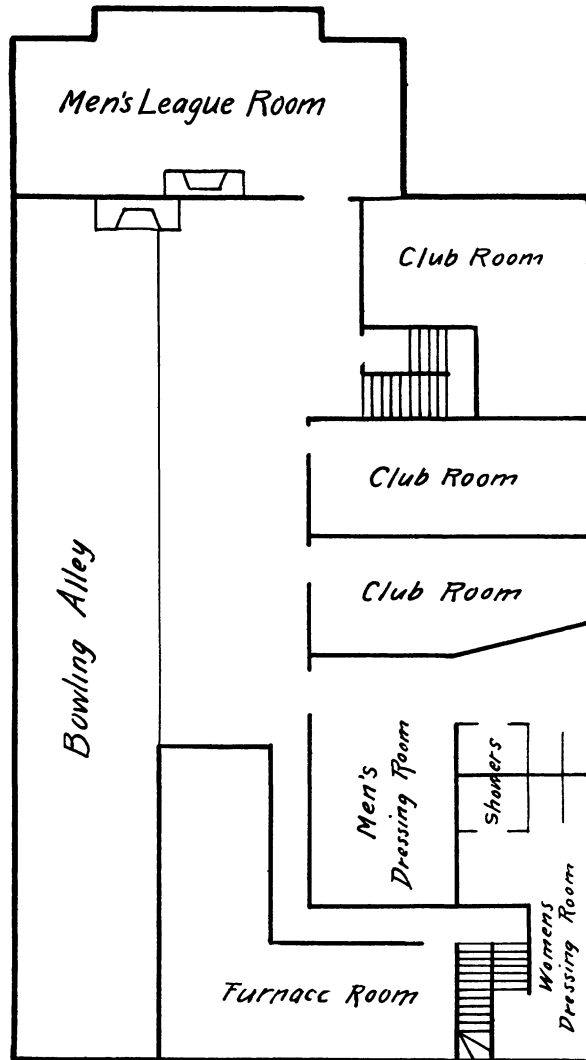 Men's League Room
Club Room
Club Room
Club Room
Bowling Alley
Men's
Dressing Room
Showers
Womens
Dressing Room
Furnace Room